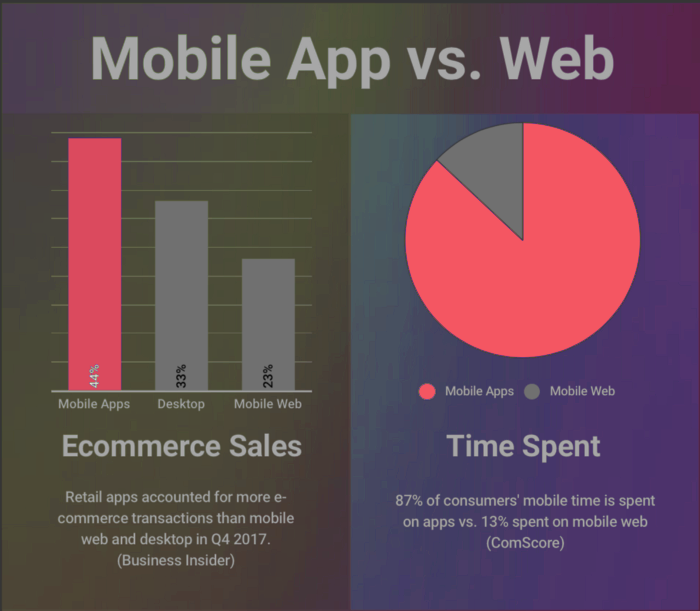 Mobile App vs. Web
44%
33%
23%
Mobile Apps Desktop Mobile Web
Ecommerce Sales
Retail apps accounted for more e-
commerce transactions than mobile
web and desktop in Q4 2017.
(Business Insider)
Mobile Apps Mobile Web
Time Spent
87% of consumers' mobile time is spent
on apps vs. 13% spent on mobile web
(ComScore)